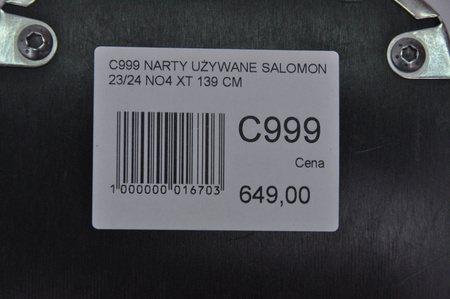 C999 NARTY UŻYWANE SALOMON
23/24 NO4 XT 139 CM
C999
Cena
1 000000 016703
649,00